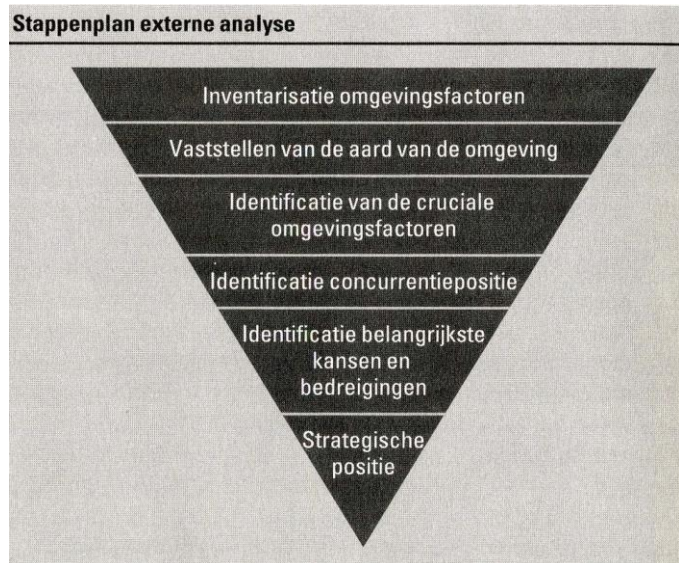 Stappenplan externe analyse
Inventarisatie omgevingsfactoren
Vaststellen van de aard van de omgeving
Identificatie van de cruciale
omgevingsfactoren
Identificatie concurrentiepositie
Identificatie belangrijkste
kansen en
bedreigingen
Strategische
positie